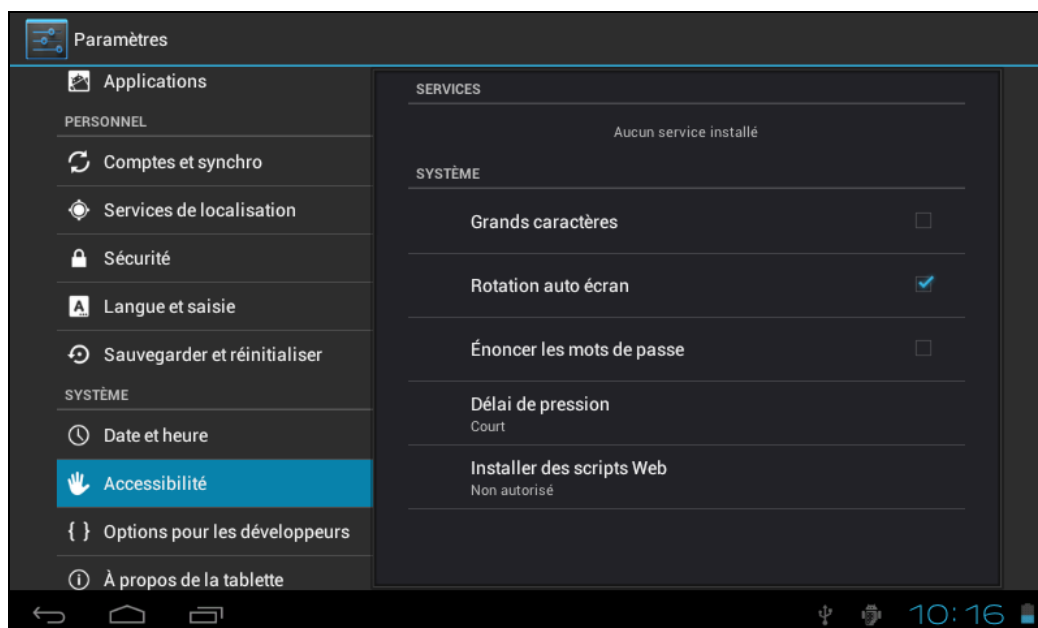 Paramètres
Applications
PERSONNEL
Comptes et synchro
Services de localisation
Sécurité
Langue et saisie
Sauvegarder et réinitialiser
SYSTÈME
Date et heure
Accessibilité
{ } Options pour les développeurs
À propos de la tablette
SERVICES
Aucun service installé
SYSTÈME
Grands caractères
Rotation auto écran
Énoncer les mots de passe
Délai de pression
Court
Installer des scripts Web
Non autorisé
10:16